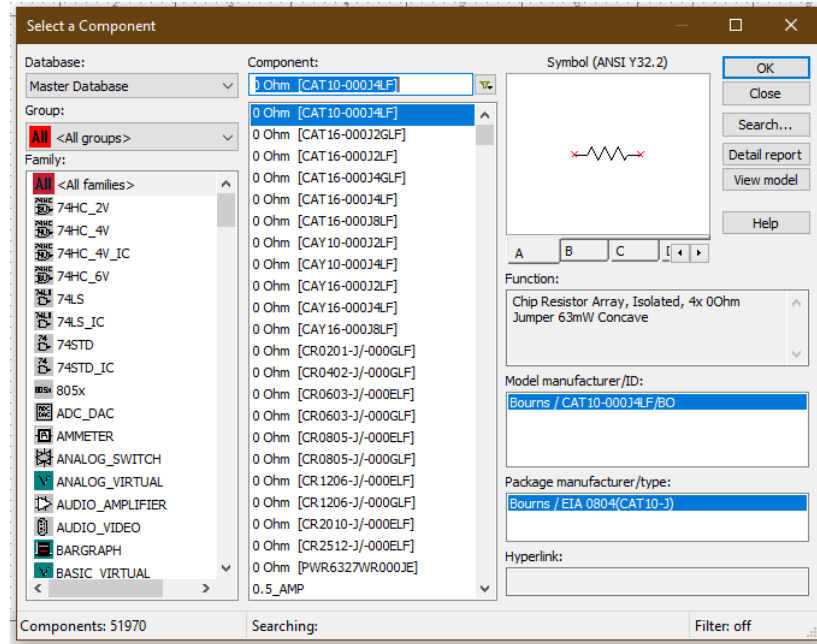 Select a Component
Database:
Master Database
Group:
All <All groups>
Family:
All <All families>
74HC_2V
74HC_4V
74HC_4V_IC
74HC_6V
74LS
74LS_IC
74STD
74STD_IC
805x 805x
ADC_DAC
AMMETER
ANALOG_SWITCH
ANALOG_VIRTUAL
AUDIO_AMPLIFIER
AUDIO_VIDEO
BARGRAPH
BASIC_VIRTUAL
Component:
0 Ohm [CAT10-000J4LF]
0 Ohm [CAT10-000J4LF]
0 Ohm [CAT16-000J2GLF]
0 Ohm [CAT16-000J2LF]
0 Ohm [CAT16-000J4GLF]
0 Ohm [CAT16-000J4LF]
0 Ohm [CAT16-000J8LF]
0 Ohm [CAY10-000J2LF]
0 Ohm [CAY10-000J4LF]
0 Ohm [CAY16-000J2LF]
0 Ohm [CAY16-000J4LF]
0 Ohm [CAY16-000J8LF]
0 Ohm [CR0201-J/-000GLF]
0 Ohm [CR0402-J/-000GLF]
0 Ohm [CR0603-J/-000ELF]
0 Ohm [CR0603-J/-000GLF]
0 Ohm [CR0805-J/-000ELF]
0 Ohm [CR0805-J/-000GLF]
0 Ohm [CR1206-J/-000ELF]
0 Ohm [CR1206-J/-000GLF]
0 Ohm [CR2010-J/-000ELF]
0 Ohm [CR2512-J/-000ELF]
0 Ohm [PWR6327WR000JE]
0.5_AMP
Symbol (ANSI Y32.2)
A B C
Function:
Chip Resistor Array, Isolated, 4x 0Ohm
Jumper 63mW Concave
Model manufacturer/ID:
Bourns / CAT10-000J4LF/BO
Package manufacturer/type:
Bourns / EIA 0804(CAT10-J)
Hyperlink:
OK
Close
Search...
Detail report
View model
Help
Components: 51970
Searching:
Filter: off